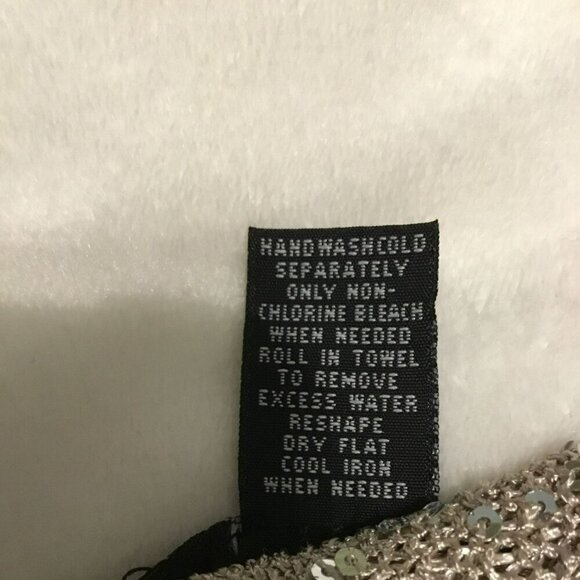 HANDWASHCOLD
SEPARATELY
ONLY NON-
CHLORINE BLEACH
WHEN NEEDED
ROLL IN TOWEL
TO REMOVE
EXCESS WATER
RESHAPE
DRY FLAT
COOL IRON
WHEN NEEDED